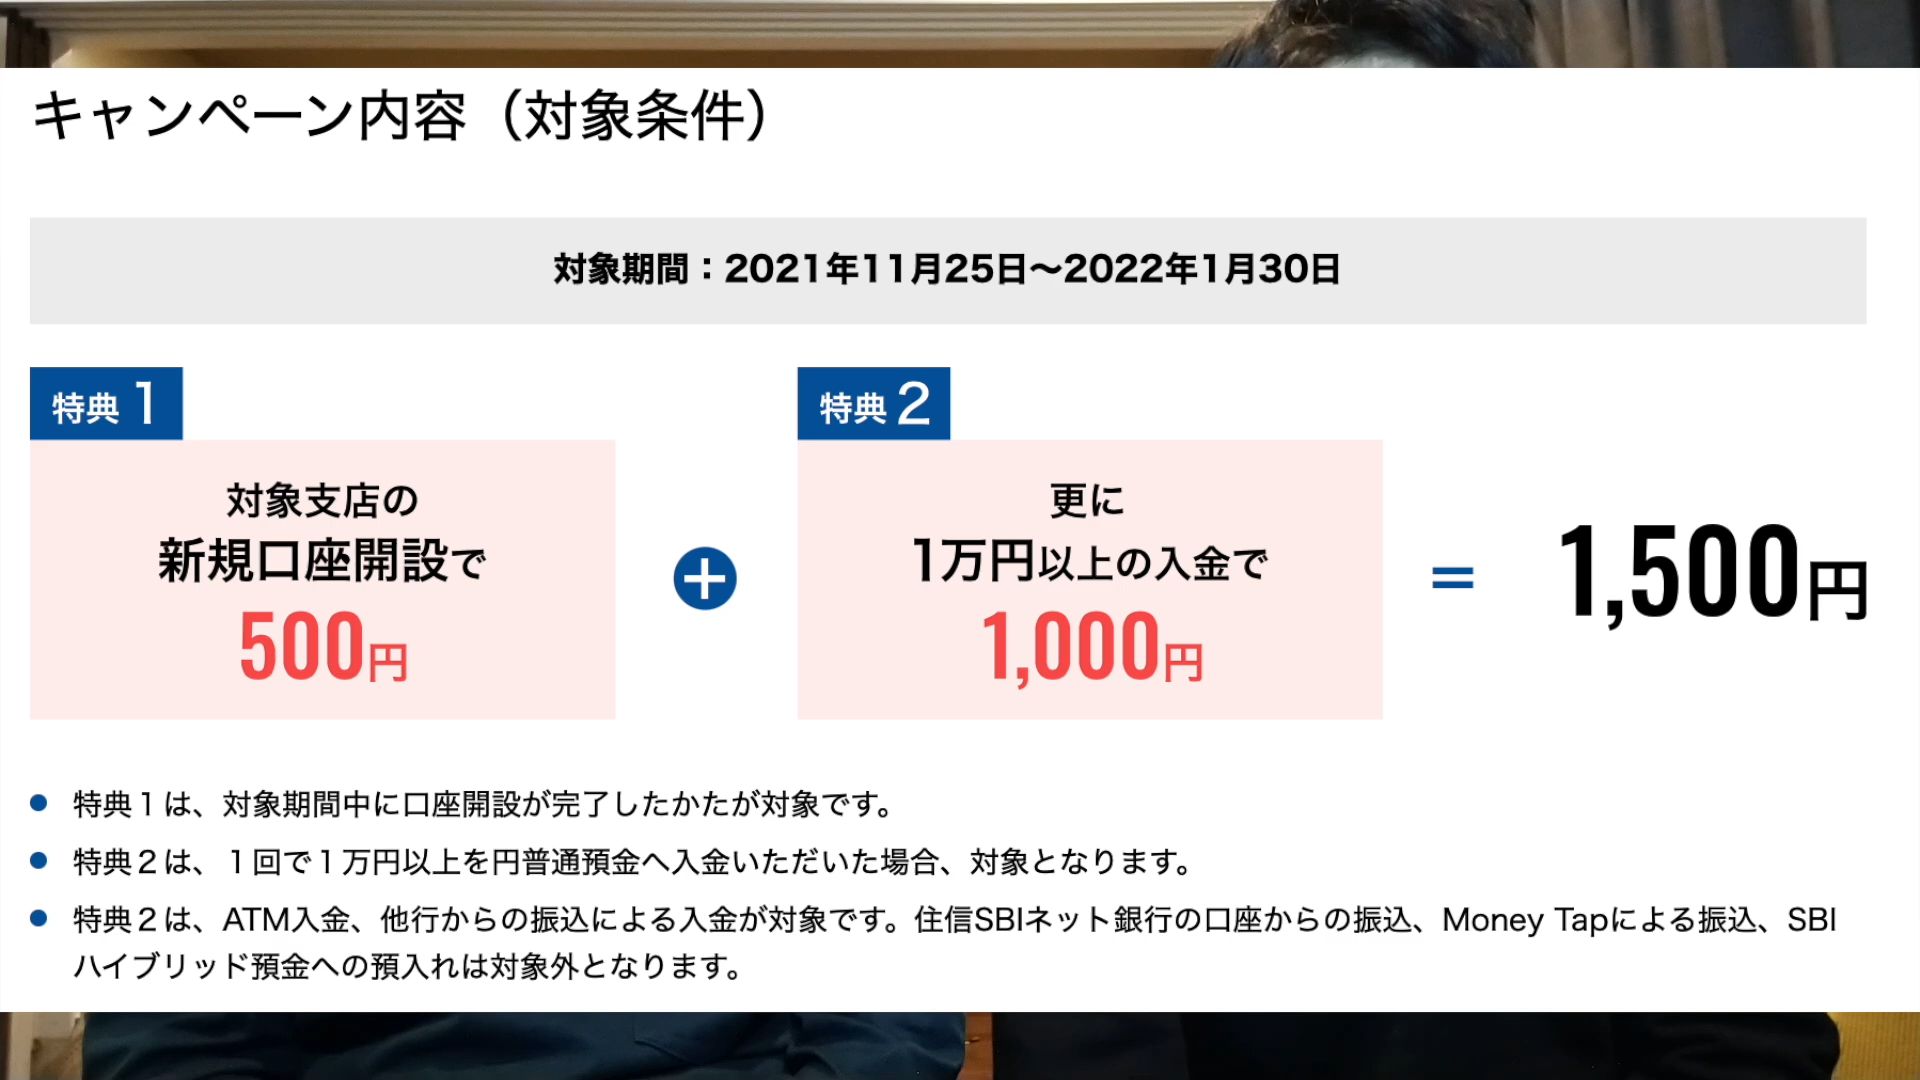 キャンペーン内容（対象条件）
対象期間：2021年11月25日〜2022年1月30日
特典1
対象支店の
新規口座開設で
500円
+
特典2
更に
1万円以上の入金で
1,000円
=
1,500円
特典１は、対象期間中に口座開設が完了したかたが対象です。
特典２は、１回で１万円以上を円普通預金へ入金いただいた場合、対象となります。
特典２は、ATM入金、他行からの振込による入金が対象です。住信SBIネット銀行の口座からの振込、Money Tapによる振込、SBI
ハイブリッド預金への預入れは対象外となります。